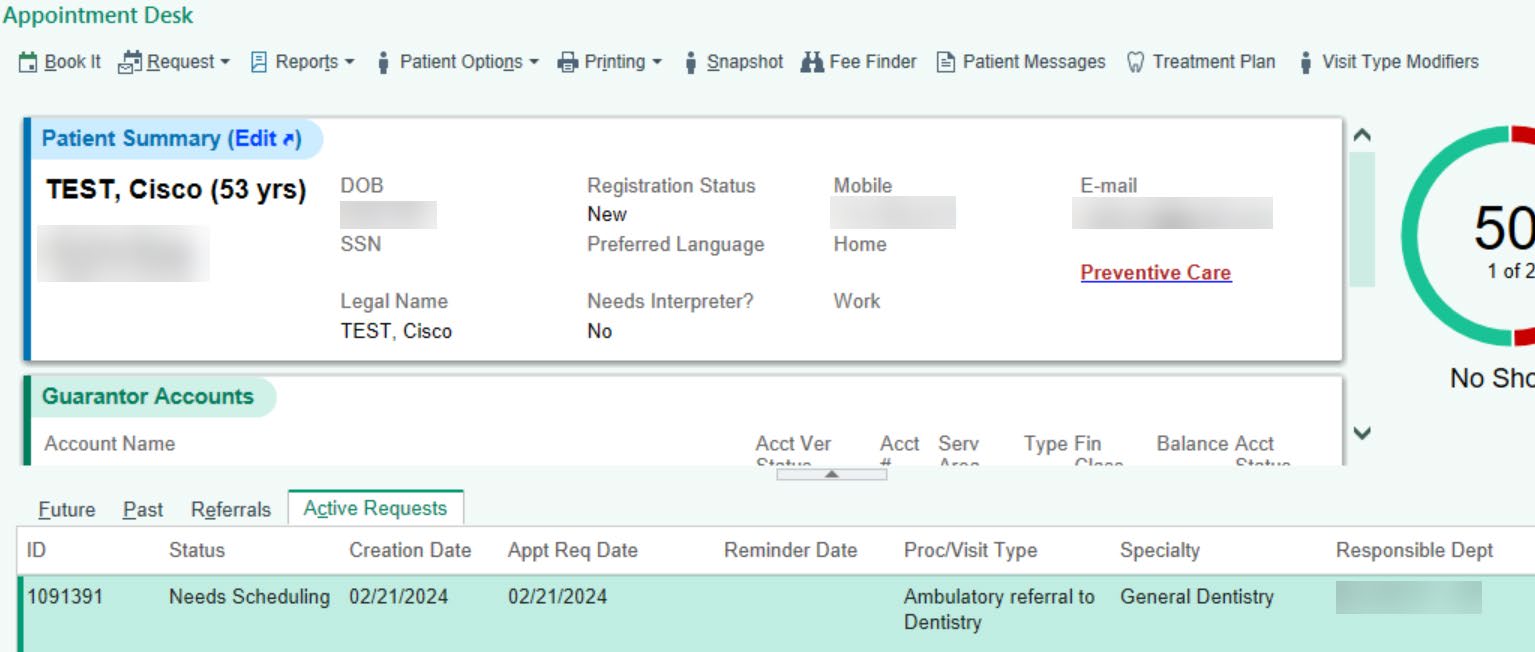 Appointment Desk
Book It Request Reports Patient Options Printing Snapshot Fee Finder Patient Messages Treatment Plan Visit Type Modifiers
Patient Summary (Edit)
TEST, Cisco (53 yrs)
DOB Registration Status Mobile E-mail
New
SSN Preferred Language Home
Preventive Care
Legal Name Needs Interpreter? Work
TEST, Cisco No
50
1 of 2
No Sho
Guarantor Accounts
Account Name Acct Ver Acct Serv Type Fin Balance Acct
Status # Area Class Status
Future Past Referrals Active Requests
ID Status Creation Date Appt Req Date Reminder Date Proc/Visit Type Specialty Responsible Dept
1091391 Needs Scheduling 02/21/2024 02/21/2024 Ambulatory referral to General Dentistry
Dentistry